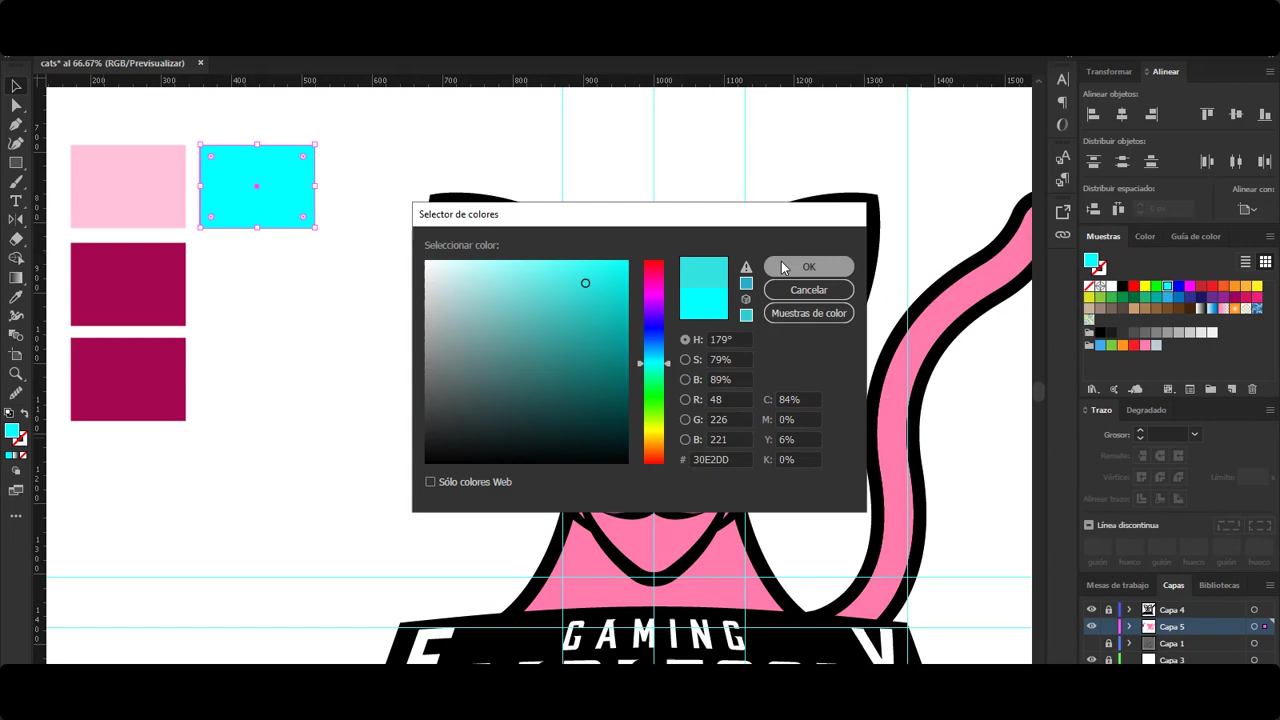 cats* al 66.67% (RGB/Previsualizar) ×
200 300 400 500 600 700 800 900 1000 1100 1200 1300 1400 1500
Transformar Alinear
Alinear objetos:
Distribuir objetos:
Distribuir espaciado: Alinear con:
0 px
Muestras Color Guía de color
Selector de colores
Seleccionar color:
OK
Cancelar
Muestras de color
H: 179°
S: 79%
B: 89%
R: 48 C: 84%
G: 226 M: 0%
B: 221 Y: 6%
# 30E2DD K: 0%
Sólo colores Web
Trazo Degradado
Grosor:
Remate:
Vértice: Límite:
Alinear trazo:
Línea discontinua
guión hueco guión hueco guión hueco
Mesas de trabajo Capas Bibliotecas
Capa 4
Capa 5
Capa 1
Capa 3
GAMING